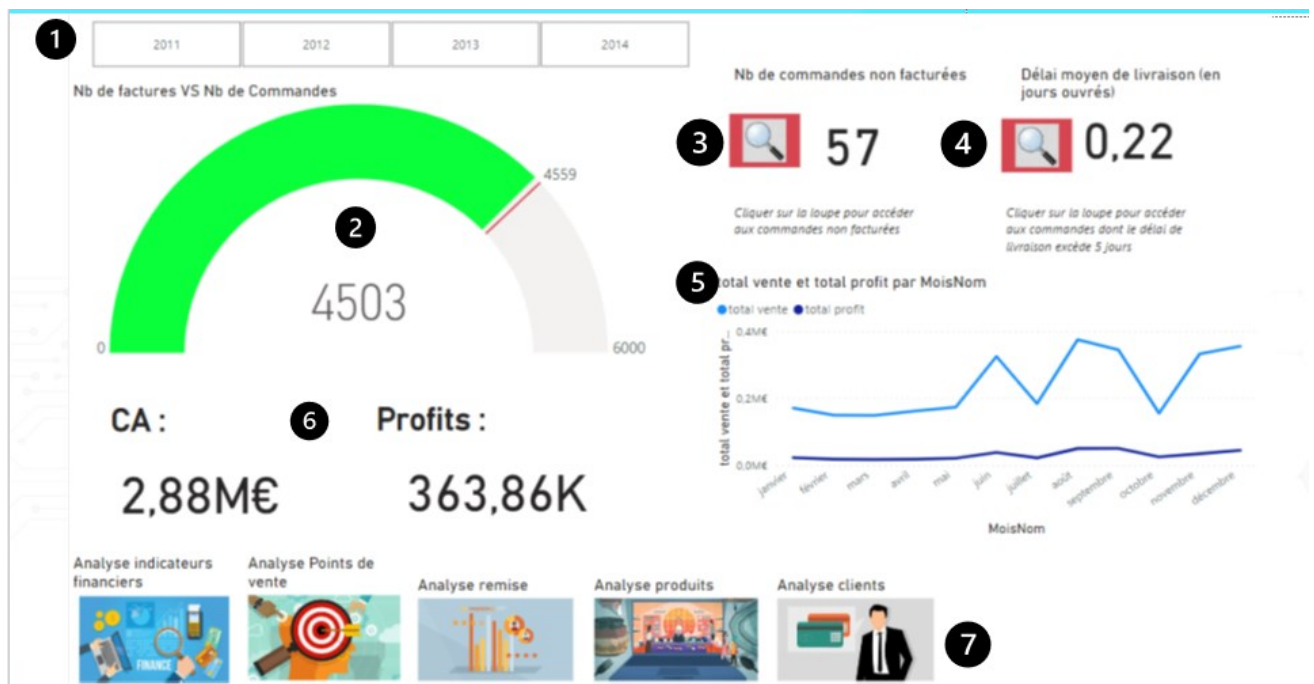 1
2011
2012
2013
2014
Nb de factures VS Nb de Commandes
4559
2
4503
0
6000
Nb de commandes non facturées
3
57
Cliquer sur la loupe pour accéder
aux commandes non facturées
Délai moyen de livraison (en
jours ouvrés)
4
0,22
Cliquer sur la loupe pour accéder
aux commandes dont le délai de
livraison excède 5 jours
5
total vente et total profit par MoisNom
total vente
total profit
total vente et total pr...
0,4M€
0,2M€
0,0M€
janvier
février
mars
avril
mai
juin
juillet
août
septembre
octobre
novembre
décembre
MoisNom
CA :
6
Profits :
2,88M€
363,86K
Analyse indicateurs
financiers
Analyse Points de
vente
Analyse remise
Analyse produits
Analyse clients
FINANCE
7